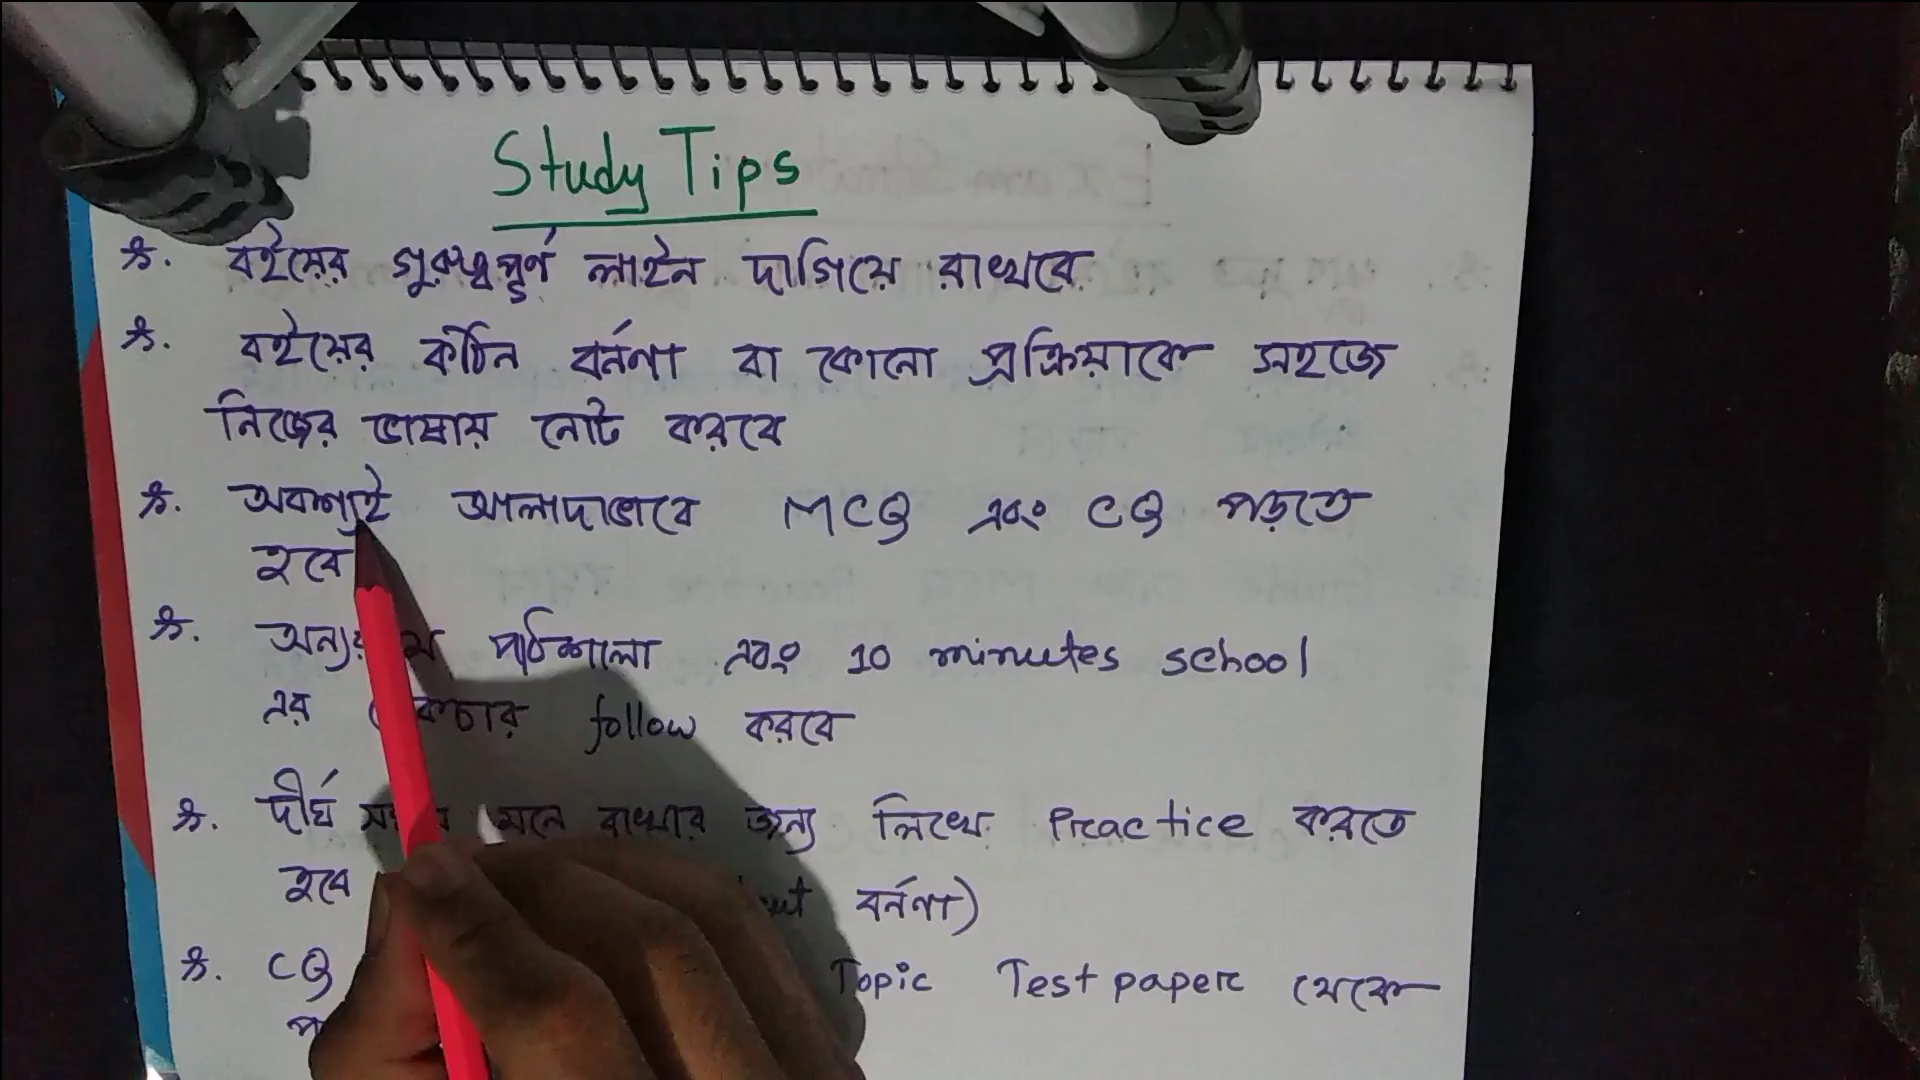 Study Tips
*. বইয়ের গুরুত্বপূর্ণ লাইন দাগিয়ে রাখবে
*. বইয়ের কঠিন বর্ননা বা কোনো প্রক্রিয়াকে সহজে
নিজের ভাষায় নোট করবে
*. অবশ্যই আলাদাভাবে MCQ এবং CQ পড়তে
হবে
*. পাঠশালা এবং 10 minutes school
এর follow করবে
*. দীর্ঘ মনে রাখার জন্য লিখে Practice করতে
হবে বর্ননা)
*. CQ Topic Test paper থেকে